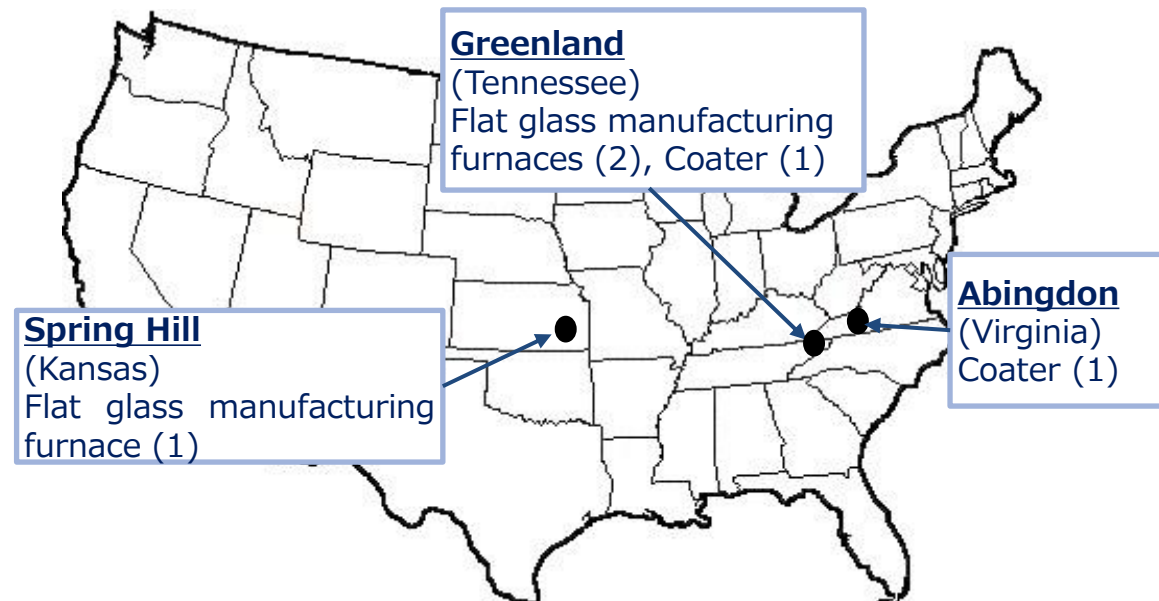 Greenland
(Tennessee)
Flat glass manufacturing
furnaces (2), Coater (1)
Spring Hill
(Kansas)
Flat glass manufacturing
furnace (1)
Abingdon
(Virginia)
Coater (1)